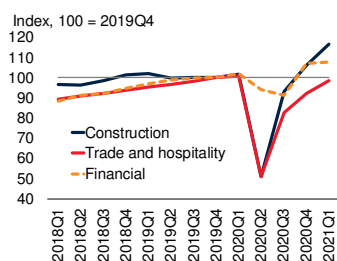 Index, 100 = 2019Q4
120
110
100
90
80
70
60
50
40
Construction
Trade and hospitality
Financial
2018Q1
2018Q2
2018Q3
2018Q4
2019Q1
2019Q2
2019Q3
2019Q4
2020Q1
2020Q2
2020Q3
2020Q4
2021Q1